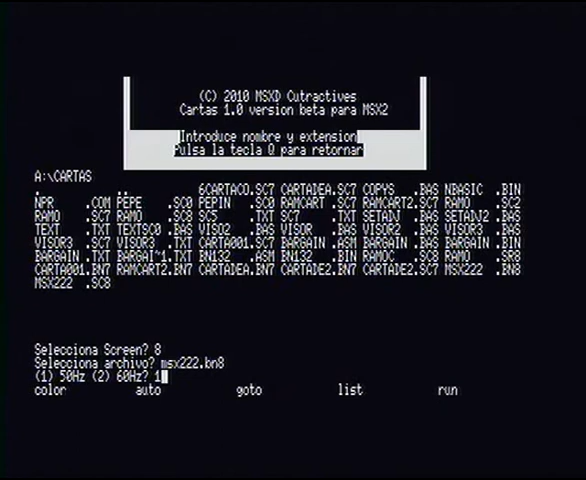 (C) 2010 MSXD Cutractives
Cartas 1.0 version beta para MSX2
Introduce nombre y extension
Pulsa la tecla Q para retornar
A:\CARTAS
. .. 6CARTACO.SC7 CARTADEA.SC7 COPYS .BAS NBASIC .BIN
NPR .COM PEPE .SC0 PEPIN .SC0 RAMCART .SC7 RAMCART2.SC7 RAMO .SC2
RAMO .SC7 RAMO .SC8 SC5 .TXT SC7 .TXT SETADJ .BAS SETADJ2 .BAS
TEXT .TXT TEXTSC0 .BAS VISO2 .BAS VISOR .BAS VISOR2 .BAS VISOR3 .BAS
VISOR3 .SC7 VISOR3 .TXT CARTA001.SC7 BARGAIN .ASM BARGAIN .BAS BARGAIN .BIN
BARGAIN .TXT BARGAI~1.TXT BN132 .ASM BN132 .BIN RAMOC .SC8 RAMO .SR8
CARTA001.BN7 RAMCART2.BN7 CARTADEA.BN7 CARTADE2.BN7 CARTADE2.SC7 MSX222 .BN8
MSX222 .SC8
Selecciona Screen? 8
Selecciona archivo? msx222.bn8
(1) 50Hz (2) 60Hz? 1
color auto goto list run